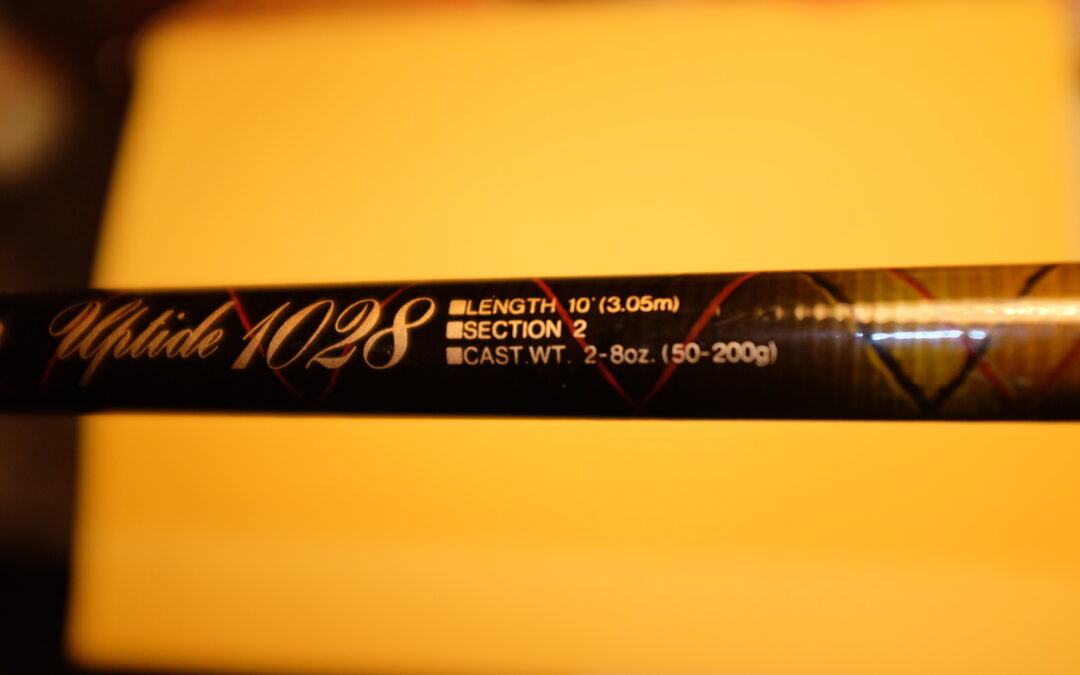 Uptide 1028
■LENGTH 10' (3.05m)
■SECTION 2
■CAST.WT. 2-8oz. (50-200g)